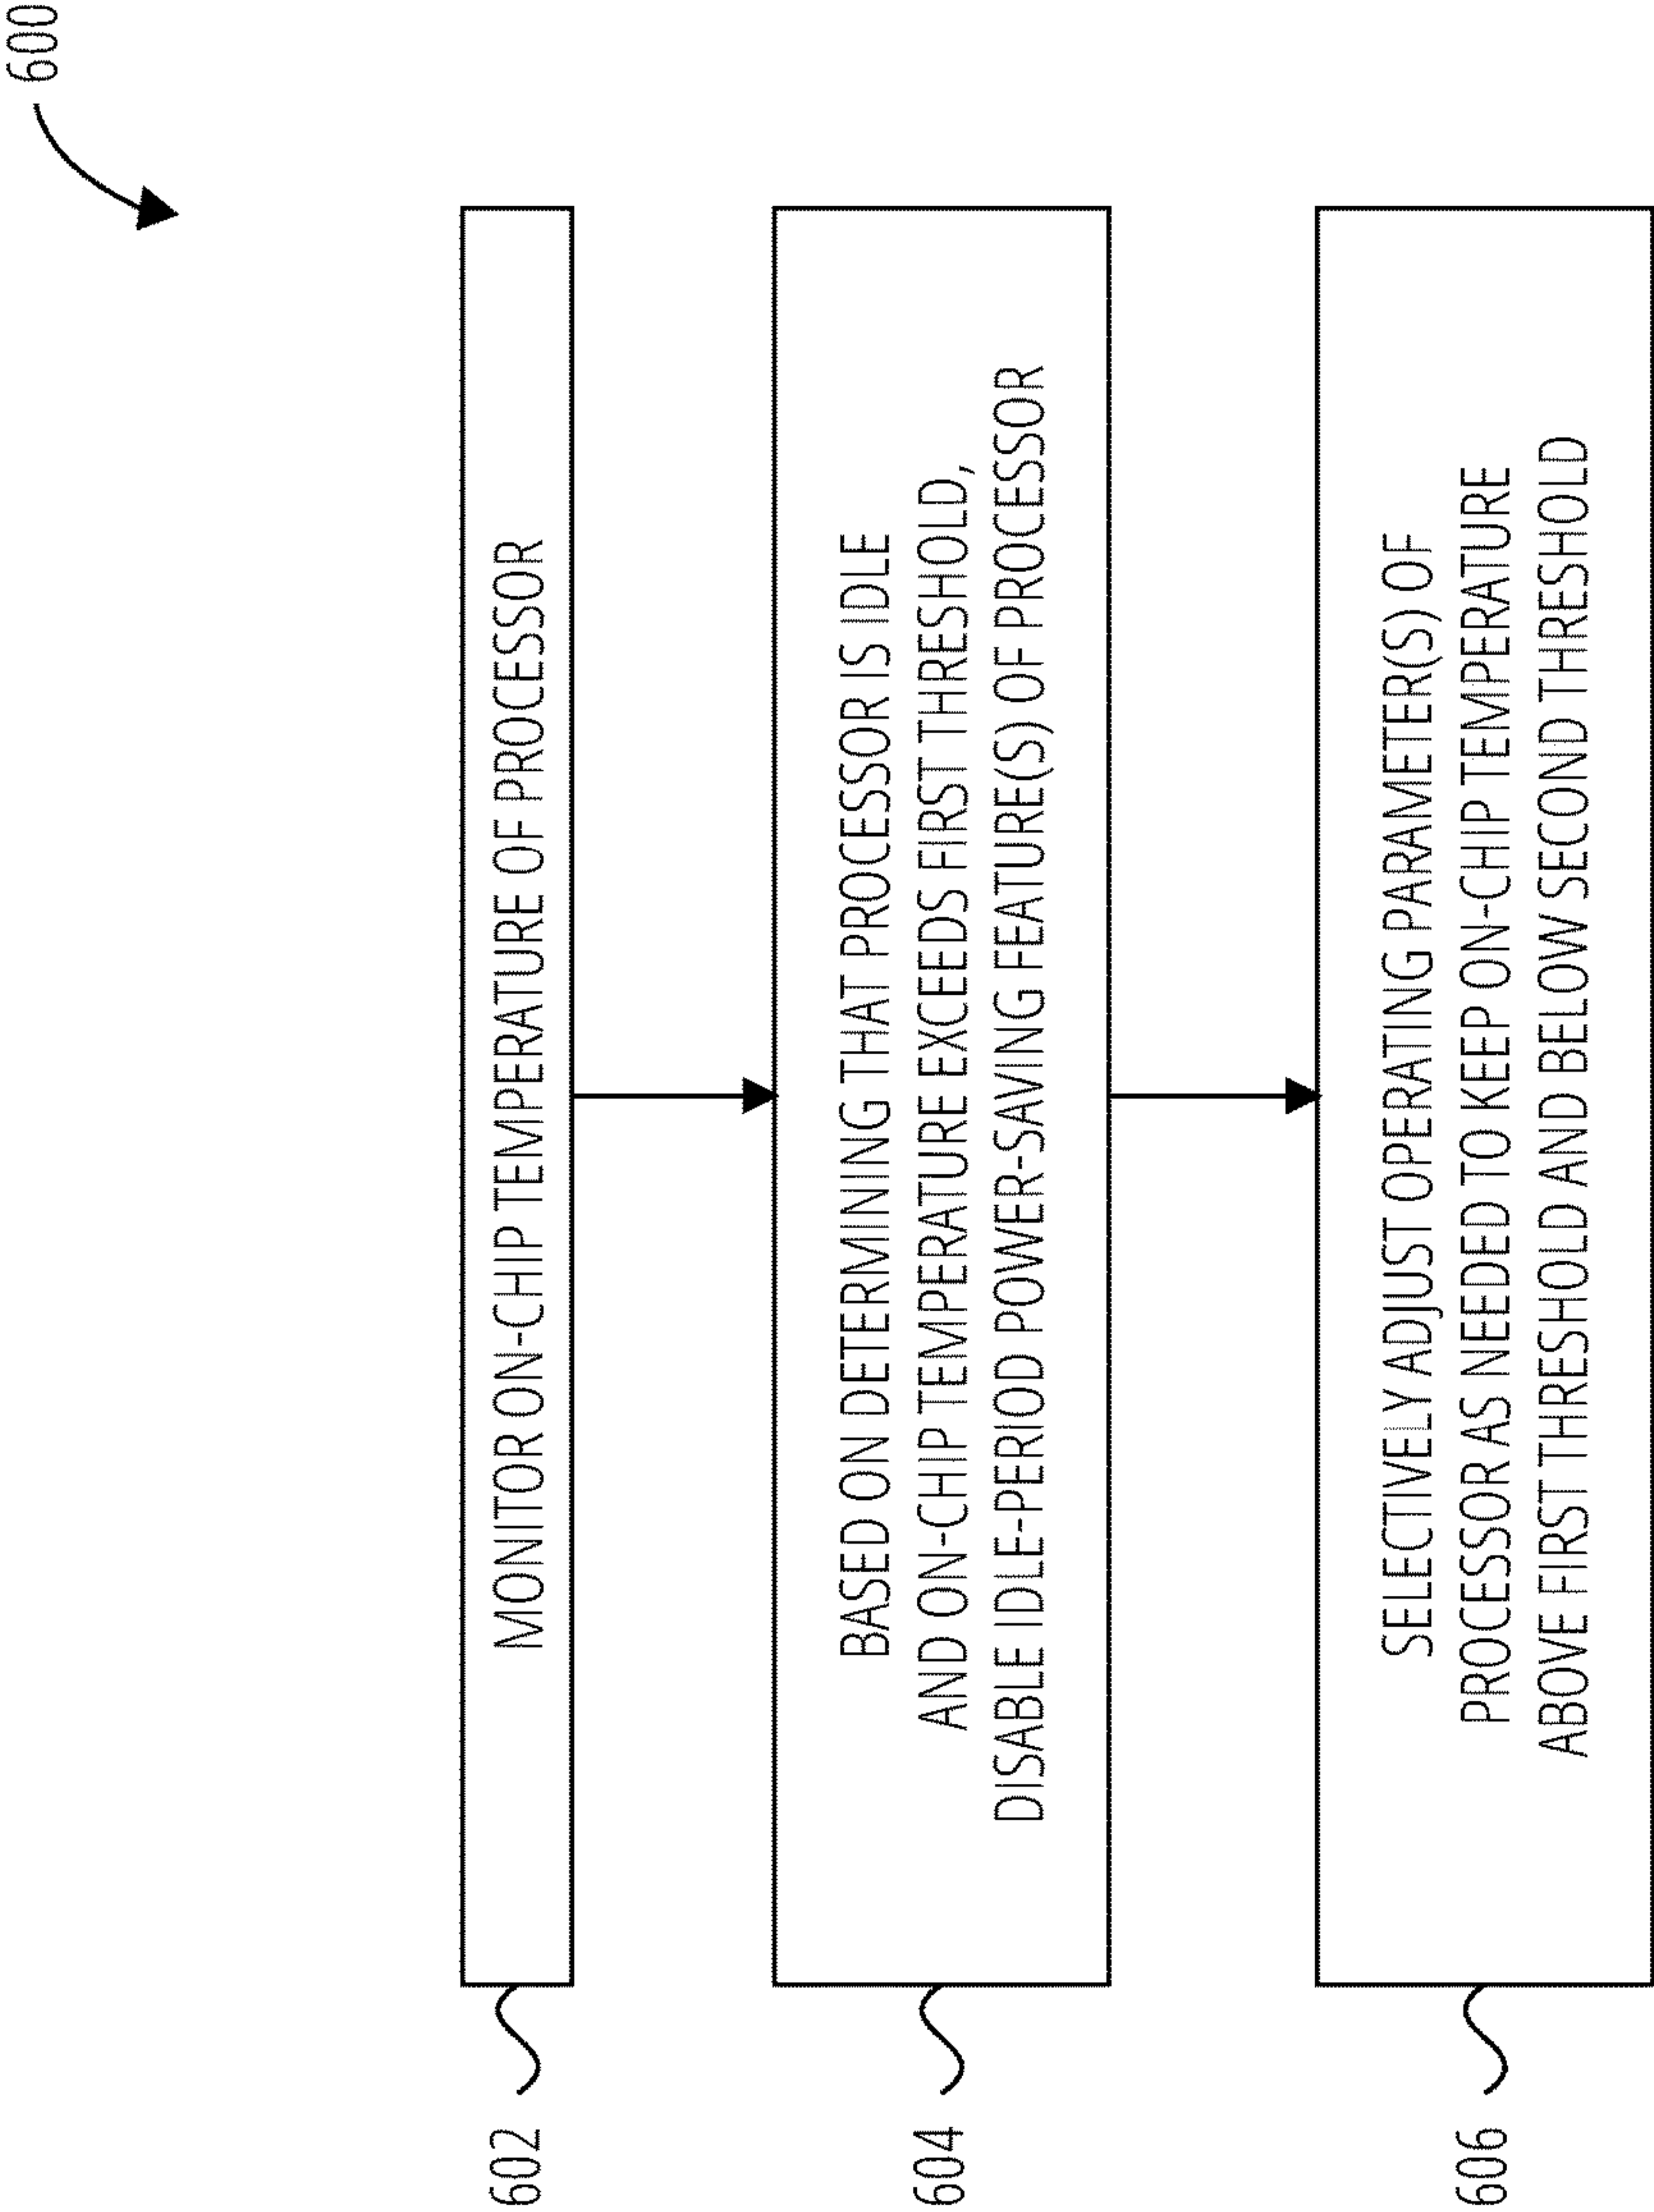 600
602
MONITOR ON-CHIP TEMPERATURE OF PROCESSOR
604
BASED ON DETERMINING THAT PROCESSOR IS IDLE
AND ON-CHIP TEMPERATURE EXCEEDS FIRST THRESHOLD,
DISABLE IDLE-PERIOD POWER-SAVING FEATURE(S) OF PROCESSOR
606
SELECTIVELY ADJUST OPERATING PARAMETER(S) OF
PROCESSOR AS NEEDED TO KEEP ON-CHIP TEMPERATURE
ABOVE FIRST THRESHOLD AND BELOW SECOND THRESHOLD